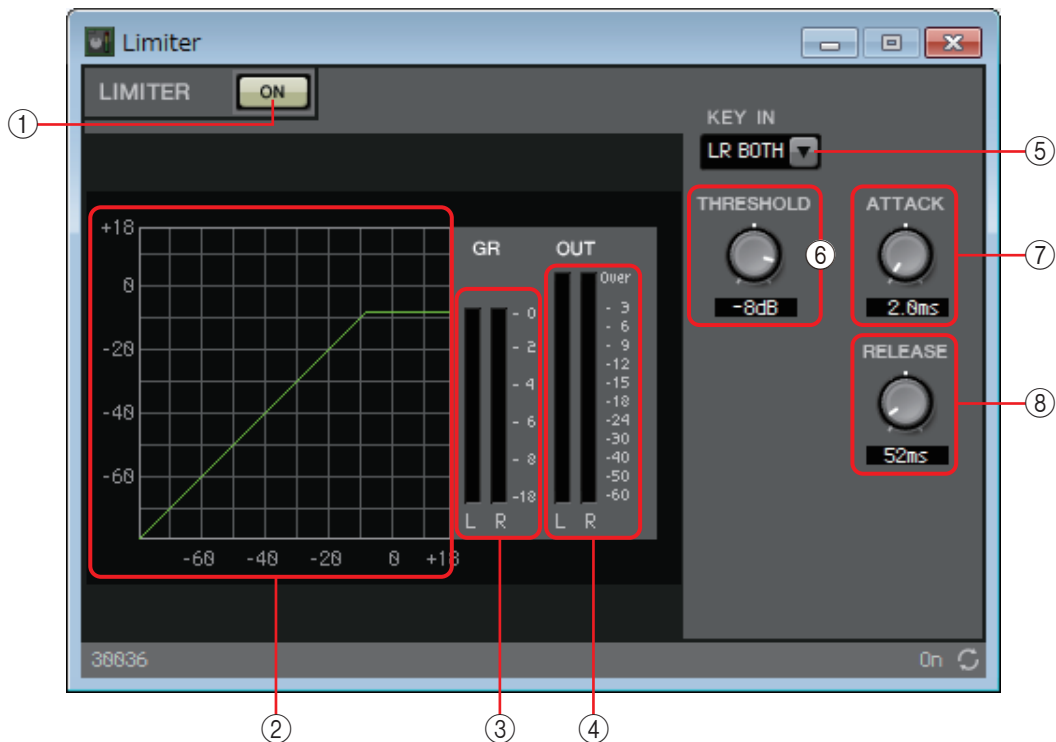 Limiter
LIMITER ON
①
KEY IN
LR BOTH
⑤
THRESHOLD
-8dB
⑥
ATTACK
2.0ms
⑦
RELEASE
52ms
⑧
+18
0
-20
-40
-60
-60 -40 -20 0 +18
GR
0
2
4
6
8
-18
L R
OUT
Over
3
6
9
-12
-15
-18
-24
-30
-40
-50
-60
L R
30036
On
②
③
④